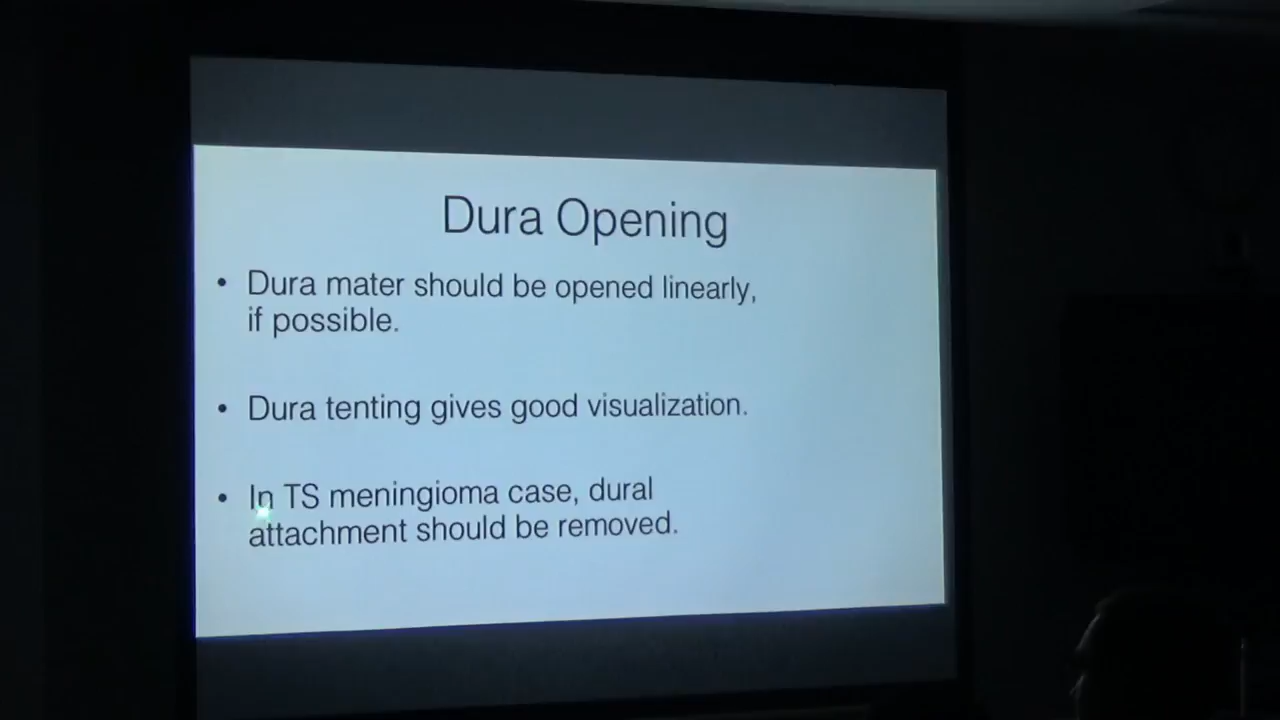 Dura Opening
• Dura mater should be opened linearly,
if possible.
• Dura tenting gives good visualization.
• In TS meningioma case, dural
attachment should be removed.